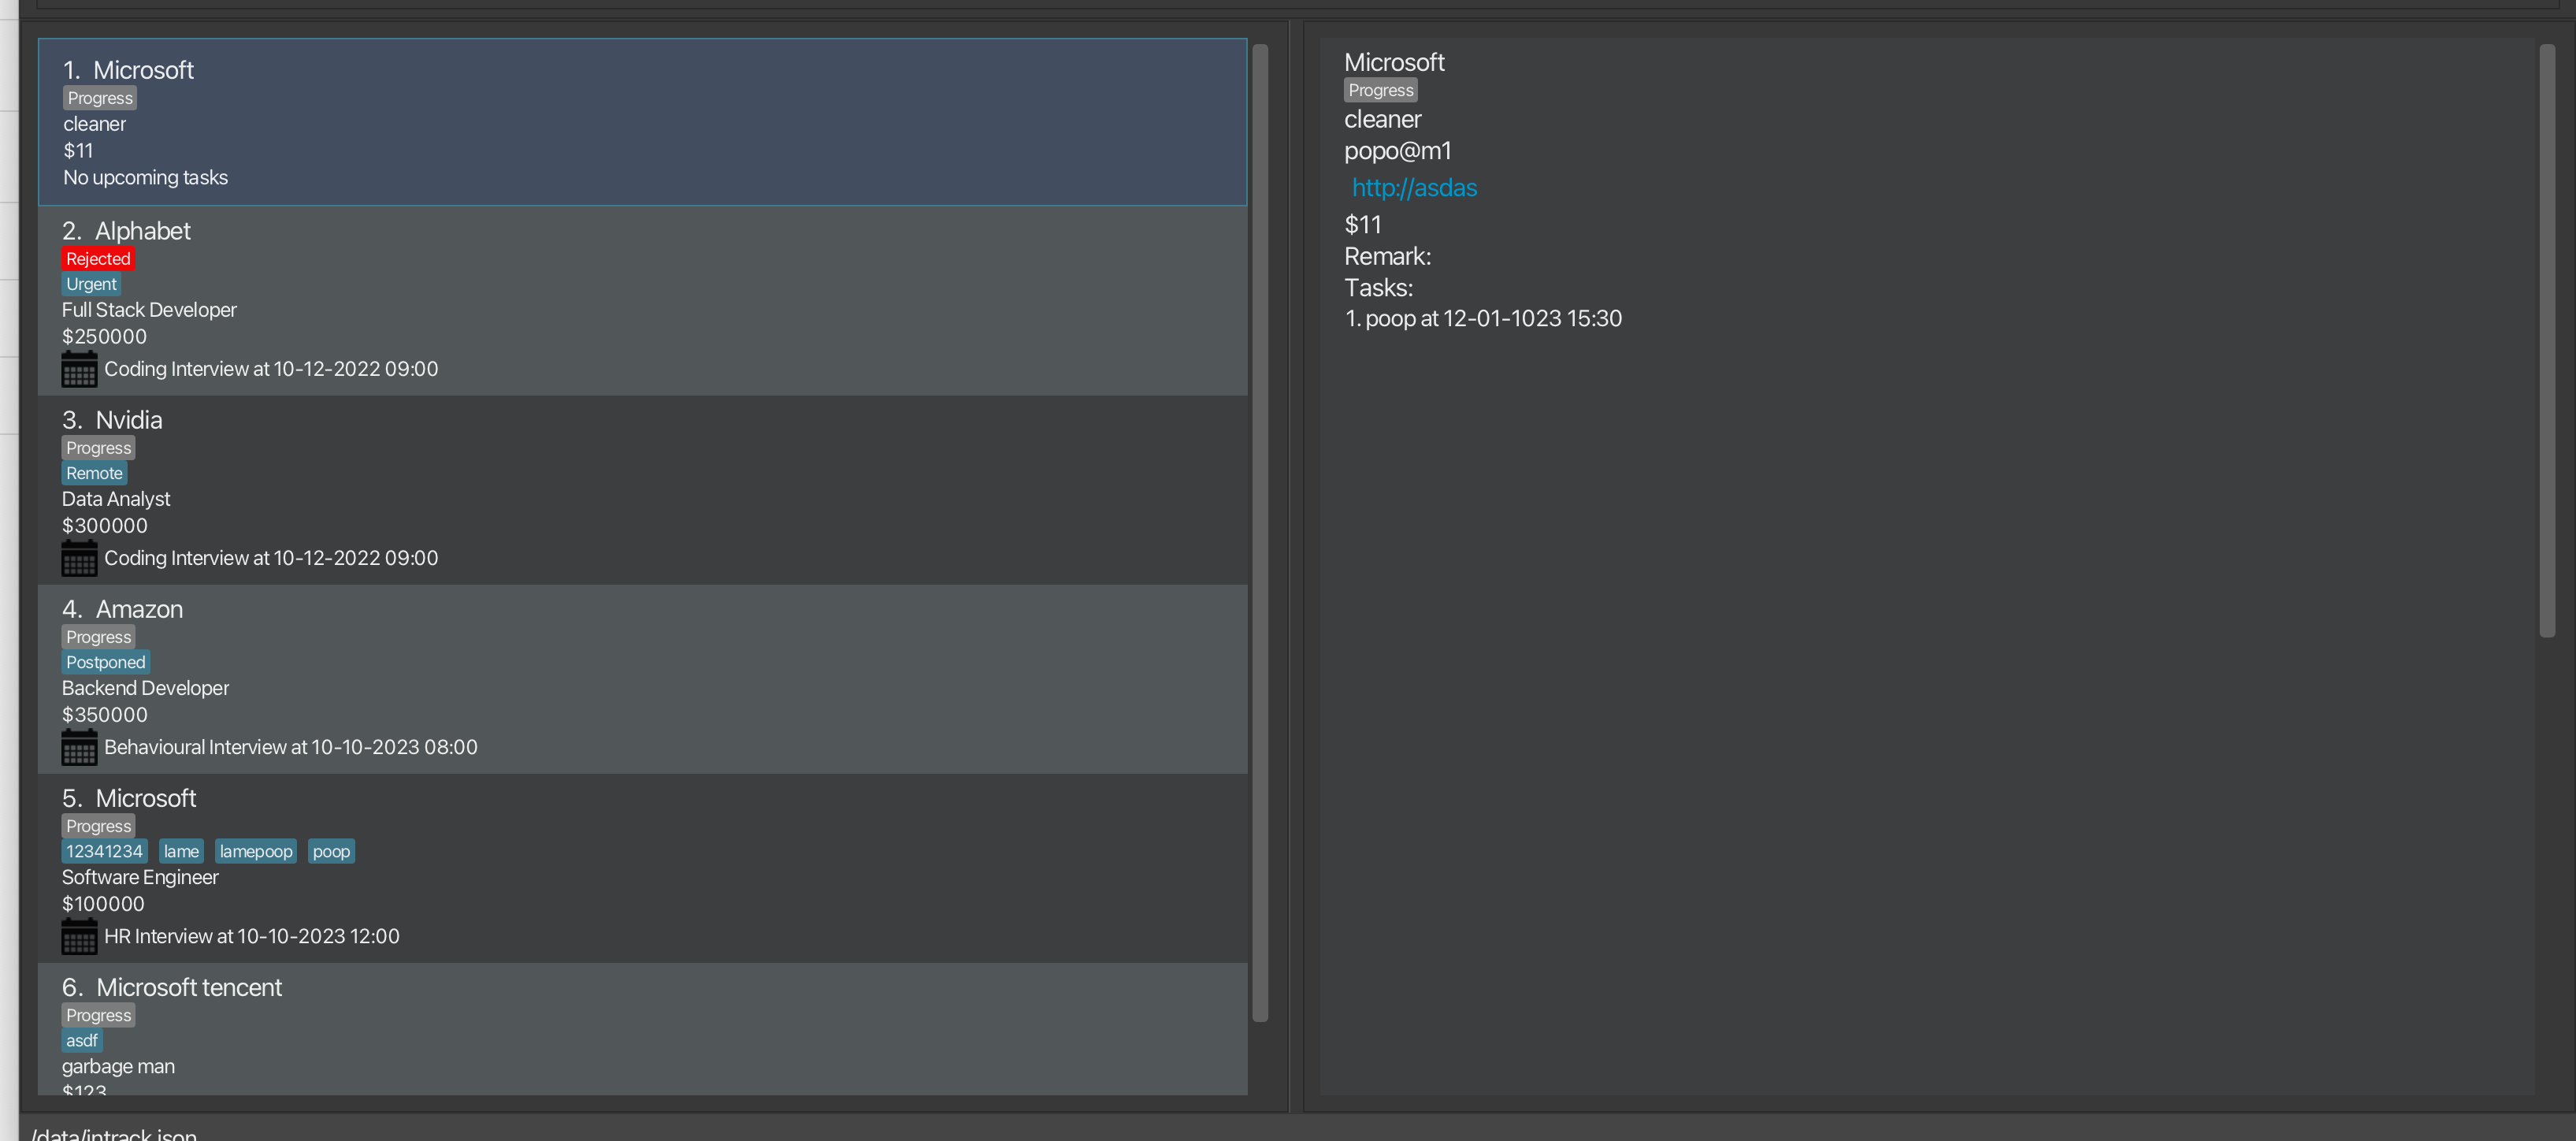 1. Microsoft
Progress
cleaner
$11
No upcoming tasks
2. Alphabet
Rejected
Urgent
Full Stack Developer
$250000
Coding Interview at 10-12-2022 09:00
3. Nvidia
Progress
Remote
Data Analyst
$300000
Coding Interview at 10-12-2022 09:00
4. Amazon
Progress
Postponed
Backend Developer
$350000
Behavioural Interview at 10-10-2023 08:00
5. Microsoft
Progress
12341234 lame lamepoop poop
Software Engineer
$100000
HR Interview at 10-10-2023 12:00
6. Microsoft tencent
Progress
asdf
garbage man
$123
Microsoft
Progress
cleaner
popo@m1
http://asdas
$11
Remark:
Tasks:
1. poop at 12-01-1023 15:30
/data/intrack.json